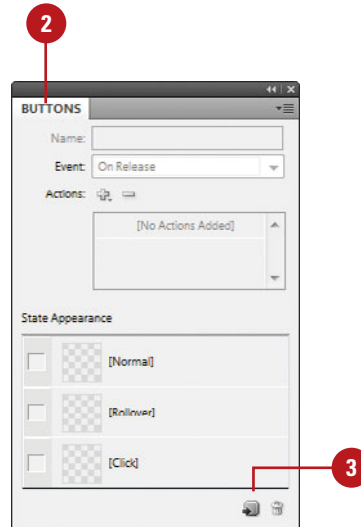 2
BUTTONS
Name:
Event: On Release
Actions:
[No Actions Added]
State Appearance
[Normal]
[Rollover]
[Click]
3